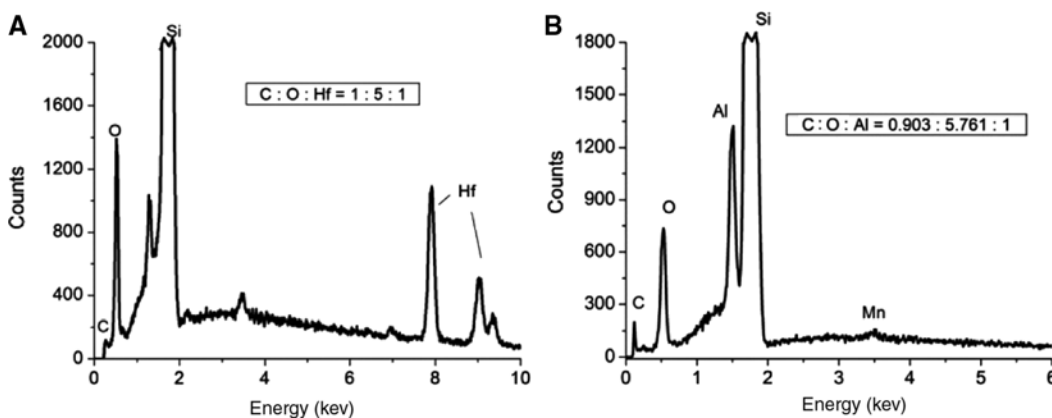 A
2000
1600
1200
800
400
0
Counts
Si
C : O : Hf = 1 : 5 : 1
O
C
Hf
0 2 4 6 8 10
Energy (kev)
B
1800
1500
1200
900
600
300
0
Counts
Si
Al
C : O : Al = 0.903 : 5.761 : 1
O
C
Mn
0 1 2 3 4 5 6
Energy (kev)